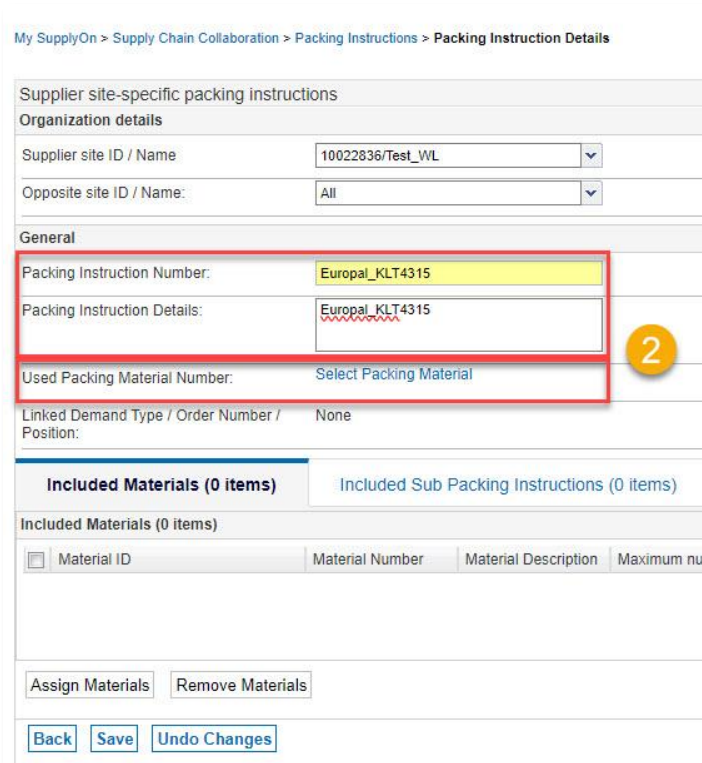 My SupplyOn > Supply Chain Collaboration > Packing Instructions > Packing Instruction Details
Supplier site-specific packing instructions
Organization details
Supplier site ID / Name 10022836/Test_WL
Opposite site ID / Name: All
General
Packing Instruction Number: Europal_KLT4315
Packing Instruction Details: Europal_KLT4315
2
Used Packing Material Number: Select Packing Material
Linked Demand Type / Order Number / None
Position:
Included Materials (0 items) Included Sub Packing Instructions (0 items)
Included Materials (0 items)
Material ID Material Number Material Description Maximum nu
Assign Materials Remove Materials
Back Save Undo Changes